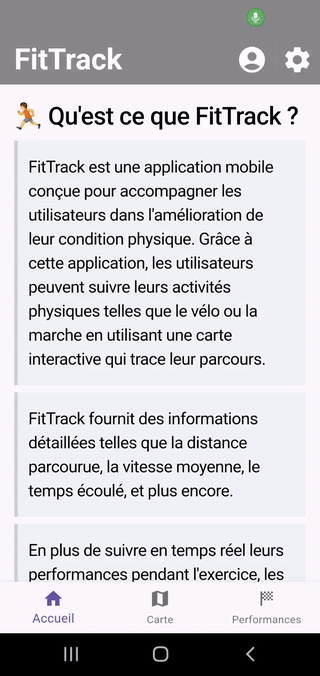 FitTrack
Qu'est ce que FitTrack ?
FitTrack est une application mobile
conçue pour accompagner les
utilisateurs dans l'amélioration de
leur condition physique. Grâce à
cette application, les utilisateurs
peuvent suivre leurs activités
physiques telles que le vélo ou la
marche en utilisant une carte
interactive qui trace leur parcours.
FitTrack fournit des informations
détaillées telles que la distance
parcourue, la vitesse moyenne, le
temps écoulé, et plus encore.
En plus de suivre en temps réel leurs
performances pendant l'exercice, les
Accueil
Carte
Performances